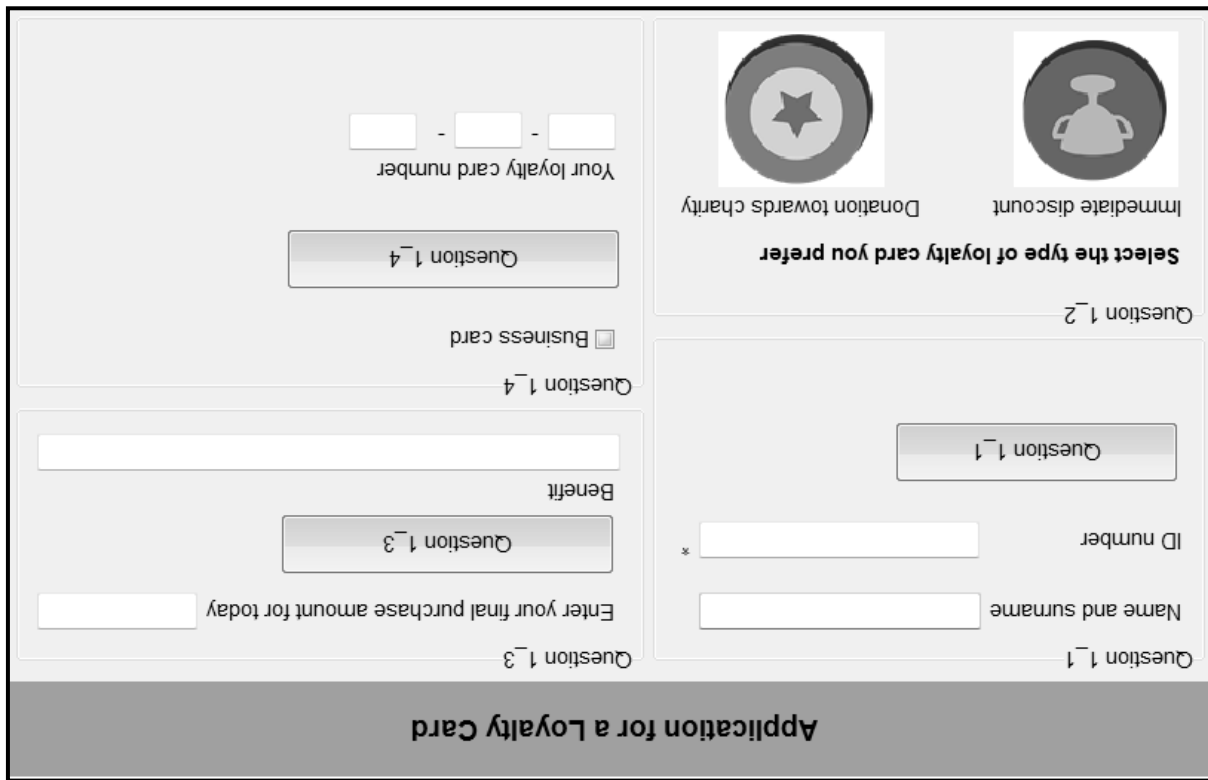 Application for a Loyalty Card
Question 1_1
Name and surname
ID number
*
Question 1_1
Question 1_2
Select the type of loyalty card you prefer
Immediate discount
Donation towards charity
Question 1_3
Enter your final purchase amount for today
Question 1_3
Benefit
Question 1_4
Business card
Question 1_4
Your loyalty card number
- -